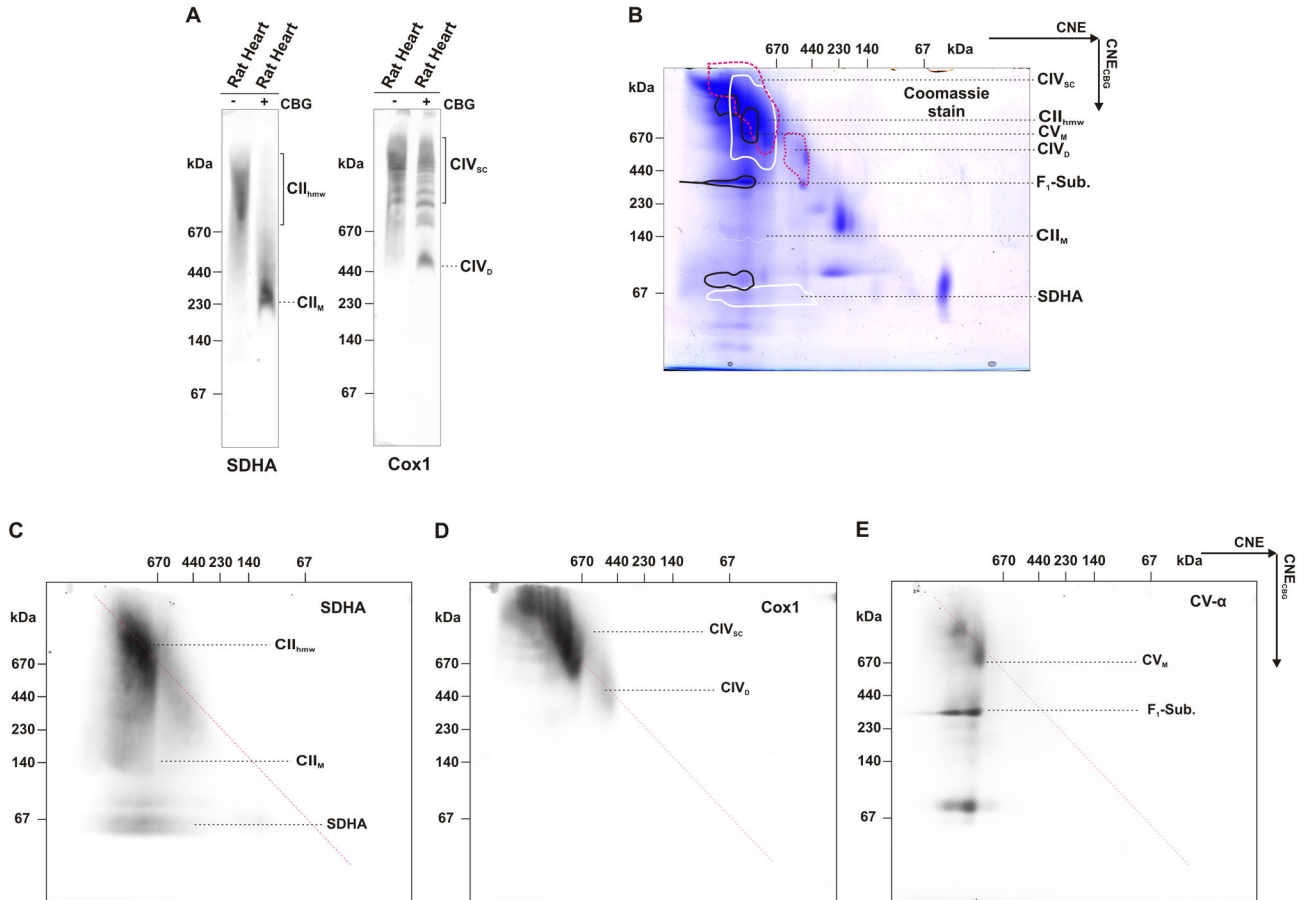 A
Rat Heart
Rat Heart
- + CBG
kDa
670
440
230
140
67
CIIhmw
CIIM
SDHA
Rat Heart
Rat Heart
- + CBG
kDa
670
440
230
140
67
CIVSC
CIVD
Cox1
B
CNE
CNECBG
670 440 230 140 67 kDa
kDa
670
440
230
140
67
Coomassie
stain
CIVSC
CIIhmw
CVM
CIVD
F1-Sub.
CIIM
SDHA
C
670 440 230 140 67
kDa
670
440
230
140
67
SDHA
CIIhmw
CIIM
SDHA
D
670 440 230 140 67
kDa
670
440
230
140
67
Cox1
CIVSC
CIVD
E
CNE
CNECBG
670 440 230 140 67 kDa
kDa
670
440
230
140
67
CV-α
CVM
F1-Sub.